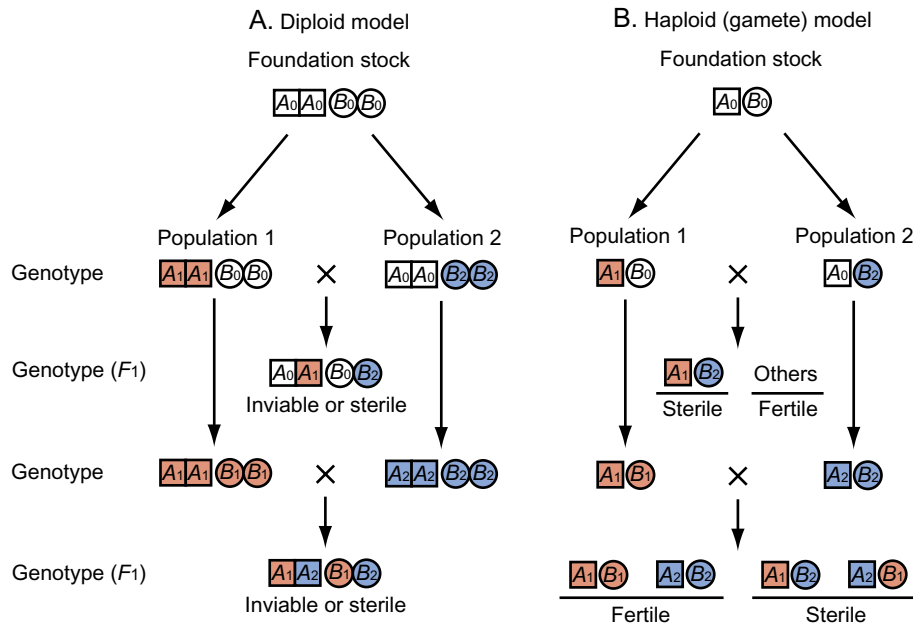 A. Diploid model
Foundation stock
A0 A0 B0 B0
Population 1 Population 2
Genotype A1 A1 B0 B0 × A0 A0 B2 B2
Genotype (F1) A0 A1 B0 B2
Inviable or sterile
Genotype A1 A1 B1 B1 × A2 A2 B2 B2
Genotype (F1) A1 A2 B1 B2
Inviable or sterile
B. Haploid (gamete) model
Foundation stock
A0 B0
Population 1 Population 2
A1 B0 × A0 B2
A1 B2 Others
Sterile Fertile
A1 B1 × A2 B2
A1 B1 A2 B2 A1 B2 A2 B1
Fertile Sterile